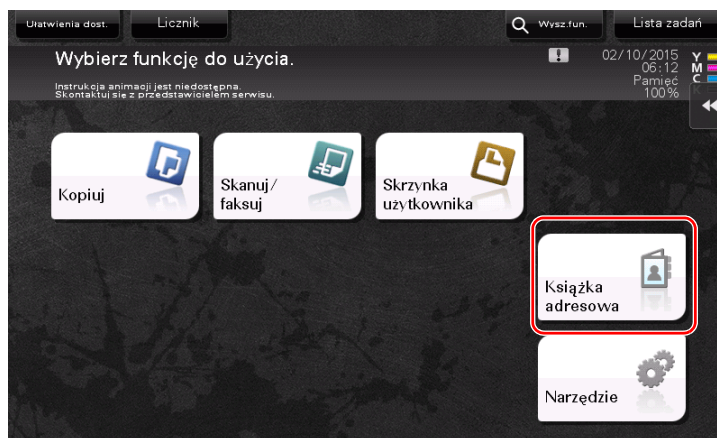 Ułatwienia dost.
Licznik
Wysz.fun.
Lista zadań
Wybierz funkcję do użycia.
Instrukcja animacji jest niedostępna.
Skontaktuj się z przedstawicielem serwisu.
02/10/2015
06:12
Pamięć
100%
Y
M
C
K
Kopiuj
Skanuj/
faksuj
Skrzynka
użytkownika
Książka
adresowa
Narzędzie